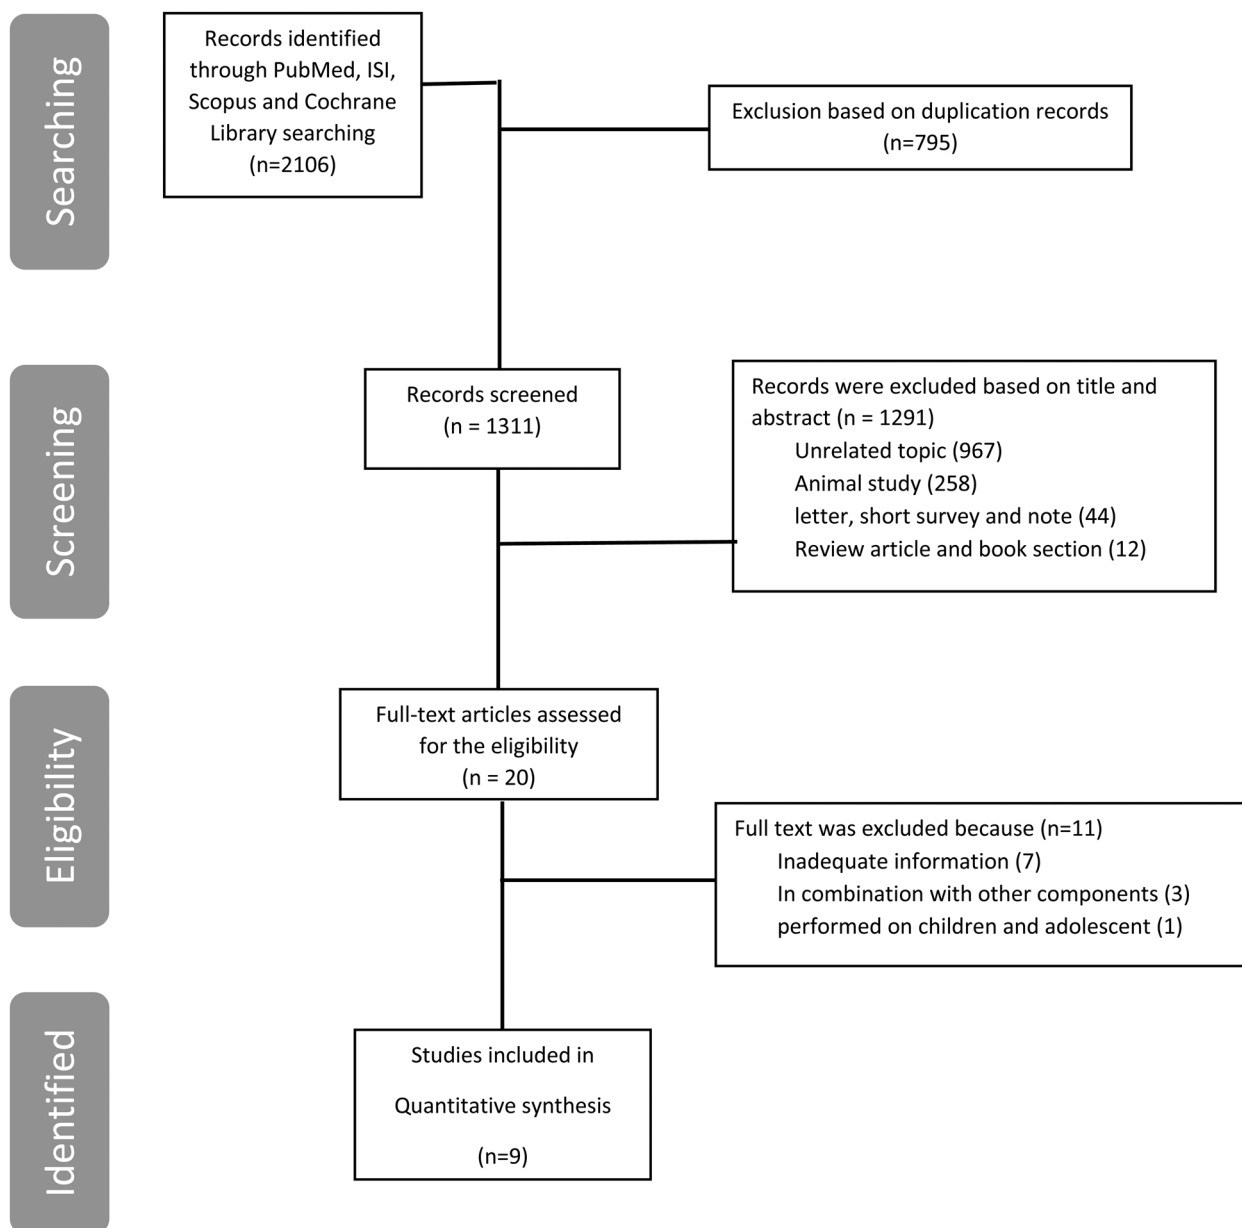 Searching
Records identified
through PubMed, ISI,
Scopus and Cochrane
Library searching
(n=2106)
Exclusion based on duplication records
(n=795)
Screening
Records screened
(n = 1311)
Records were excluded based on title and
abstract (n = 1291)
Unrelated topic (967)
Animal study (258)
letter, short survey and note (44)
Review article and book section (12)
Eligibility
Full-text articles assessed
for the eligibility
(n = 20)
Full text was excluded because (n=11)
Inadequate information (7)
In combination with other components (3)
performed on children and adolescent (1)
Identified
Studies included in
Quantitative synthesis
(n=9)